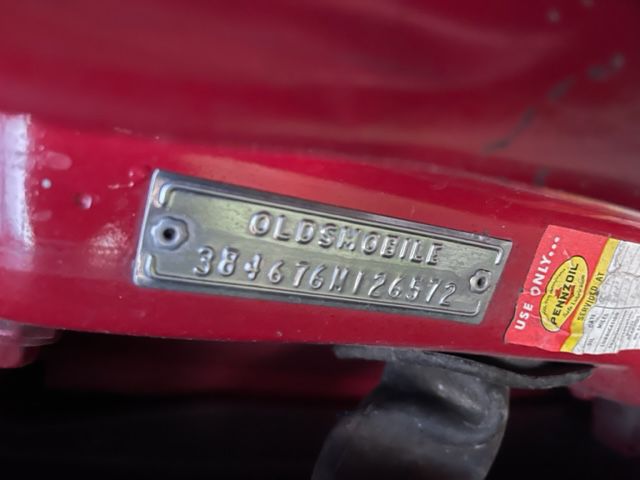 OLDSMOBILE
384676M126572
USE ONLY...
PENNZOIL
SERVICED AT